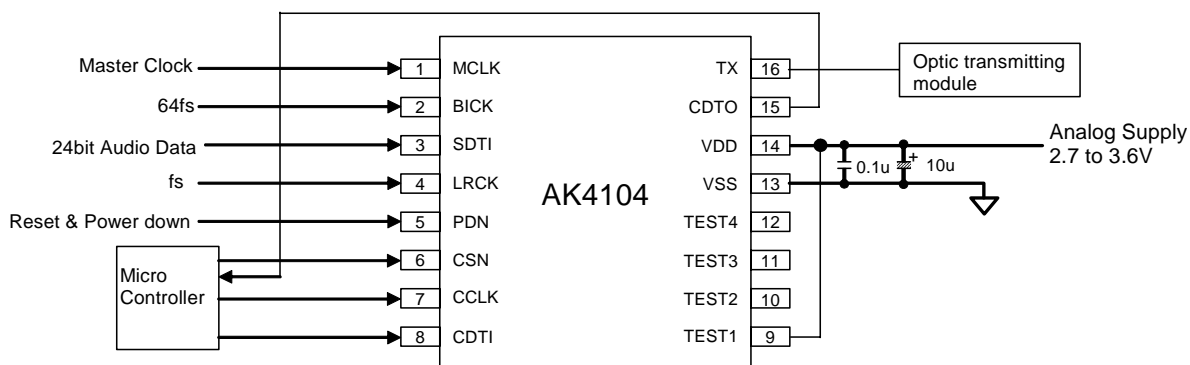 Master Clock
64fs
24bit Audio Data
fs
Reset & Power down
Micro
Controller
1 MCLK
2 BICK
3 SDTI
4 LRCK
5 PDN
6 CSN
7 CCLK
8 CDTI
AK4104
TX 16
CDTO 15
VDD 14
VSS 13
TEST4 12
TEST3 11
TEST2 10
TEST1 9
Optic transmitting
module
Analog Supply
2.7 to 3.6V
0.1u
+
10u